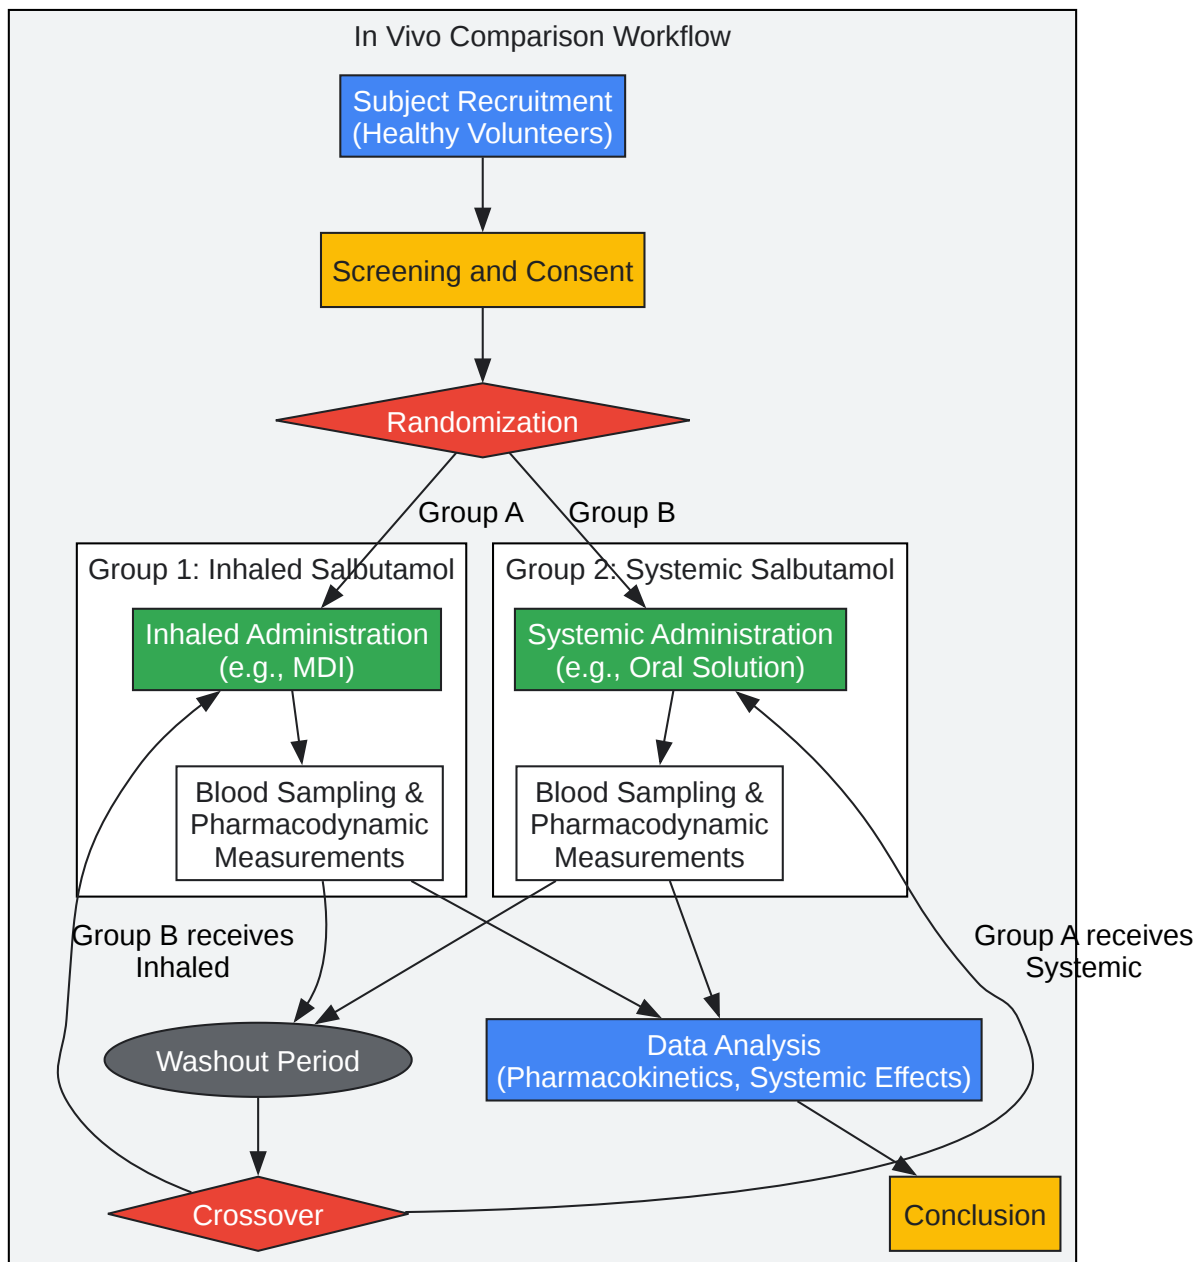 In Vivo Comparison Workflow
Subject Recruitment
(Healthy Volunteers)
Screening and Consent
Randomization
Group A
Group B
Group 1: Inhaled Salbutamol
Inhaled Administration
(e.g., MDI)
Blood Sampling &
Pharmacodynamic
Measurements
Group 2: Systemic Salbutamol
Systemic Administration
(e.g., Oral Solution)
Blood Sampling &
Pharmacodynamic
Measurements
Group B receives
Inhaled
Group A receives
Systemic
Washout Period
Data Analysis
(Pharmacokinetics, Systemic Effects)
Crossover
Conclusion